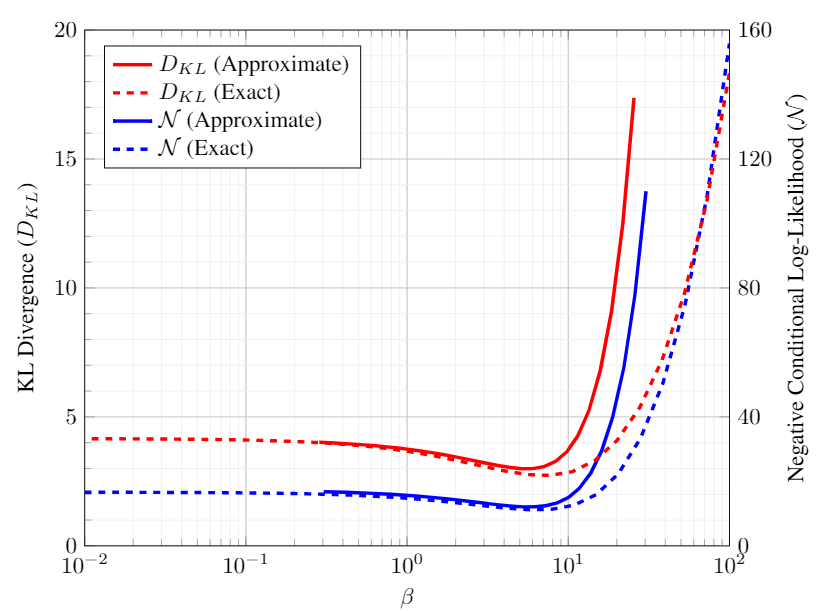 20
15
10
5
0
KL Divergence (D_{KL})
D_{KL} (Approximate)
D_{KL} (Exact)
𝒩 (Approximate)
𝒩 (Exact)
160
120
80
40
0
Negative Conditional Log-Likelihood (𝒩)
10^{-2}
10^{-1}
10^{0}
10^{1}
10^{2}
β